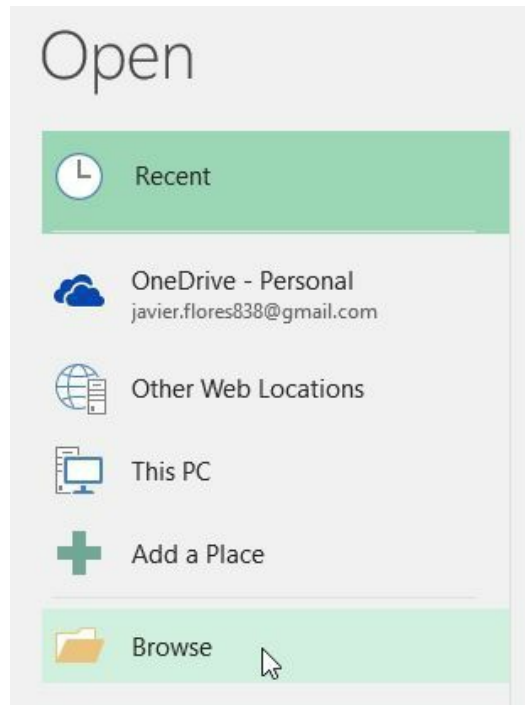 Open
Recent
OneDrive - Personal
javier.flores838@gmail.com
Other Web Locations
This PC
Add a Place
Browse